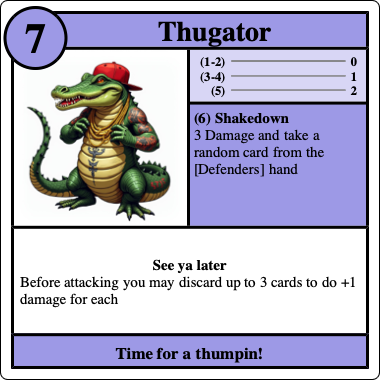 7
Thugator
(1-2) 0
(3-4) 1
(5) 2
(6) Shakedown
3 Damage and take a
random card from the
[Defenders] hand
See ya later
Before attacking you may discard up to 3 cards to do +1
damage for each
Time for a thumpin!